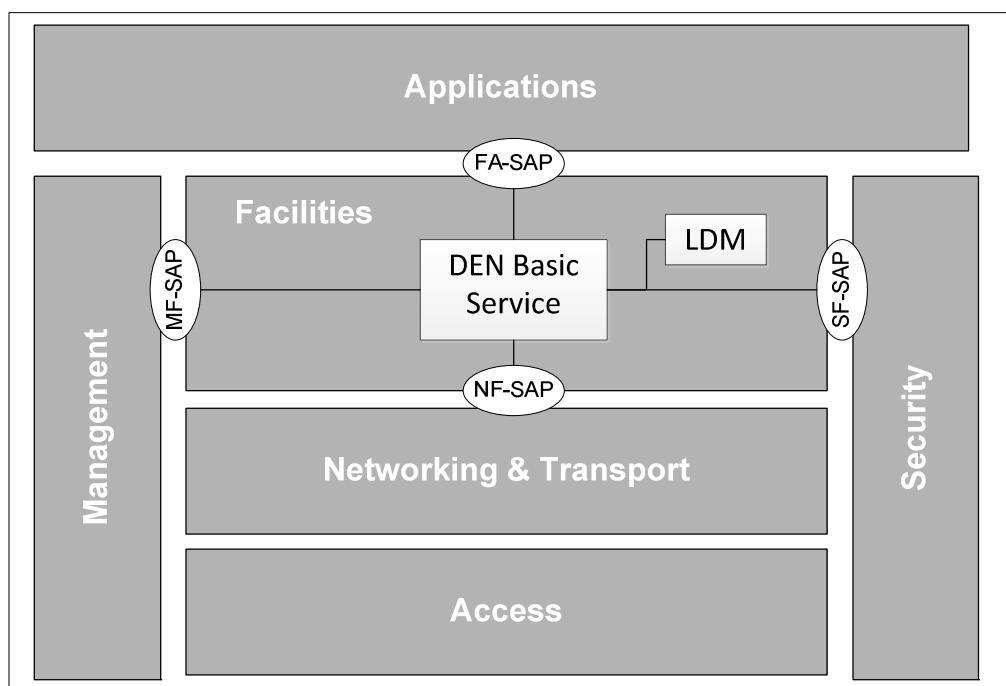 Applications
FA-SAP
Facilities
LDM
DEN Basic
Service
MF-SAP
SF-SAP
NF-SAP
Management
Networking & Transport
Security
Access